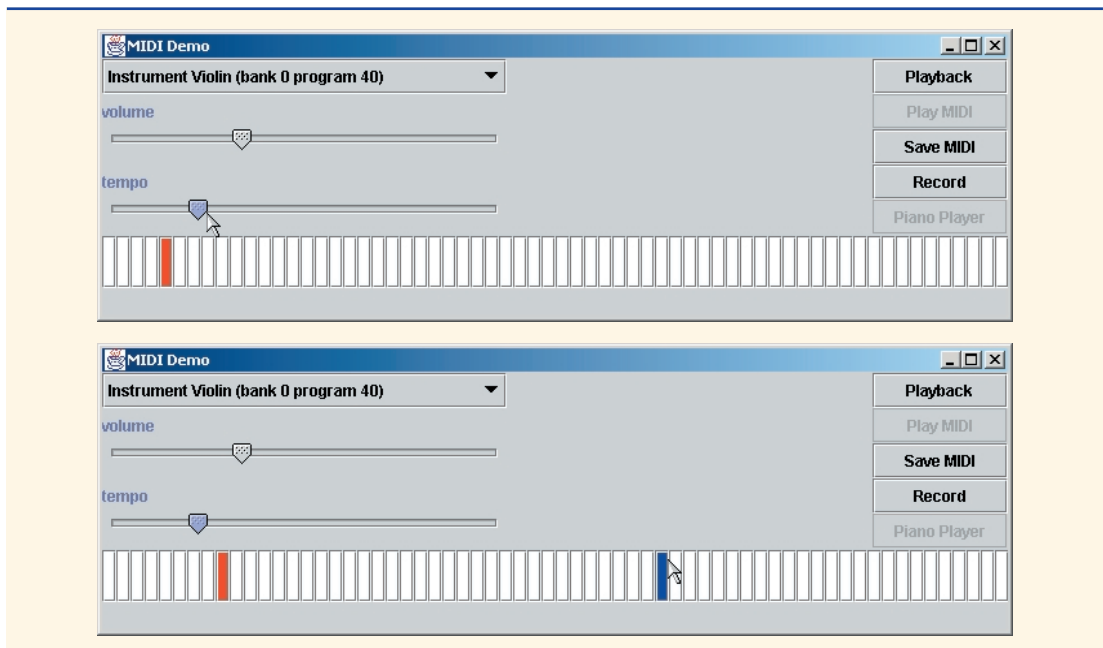 MIDI Demo
Instrument Violin (bank 0 program 40)
Playback
volume
Play MIDI
Save MIDI
tempo
Record
Piano Player
MIDI Demo
Instrument Violin (bank 0 program 40)
Playback
volume
Play MIDI
Save MIDI
tempo
Record
Piano Player